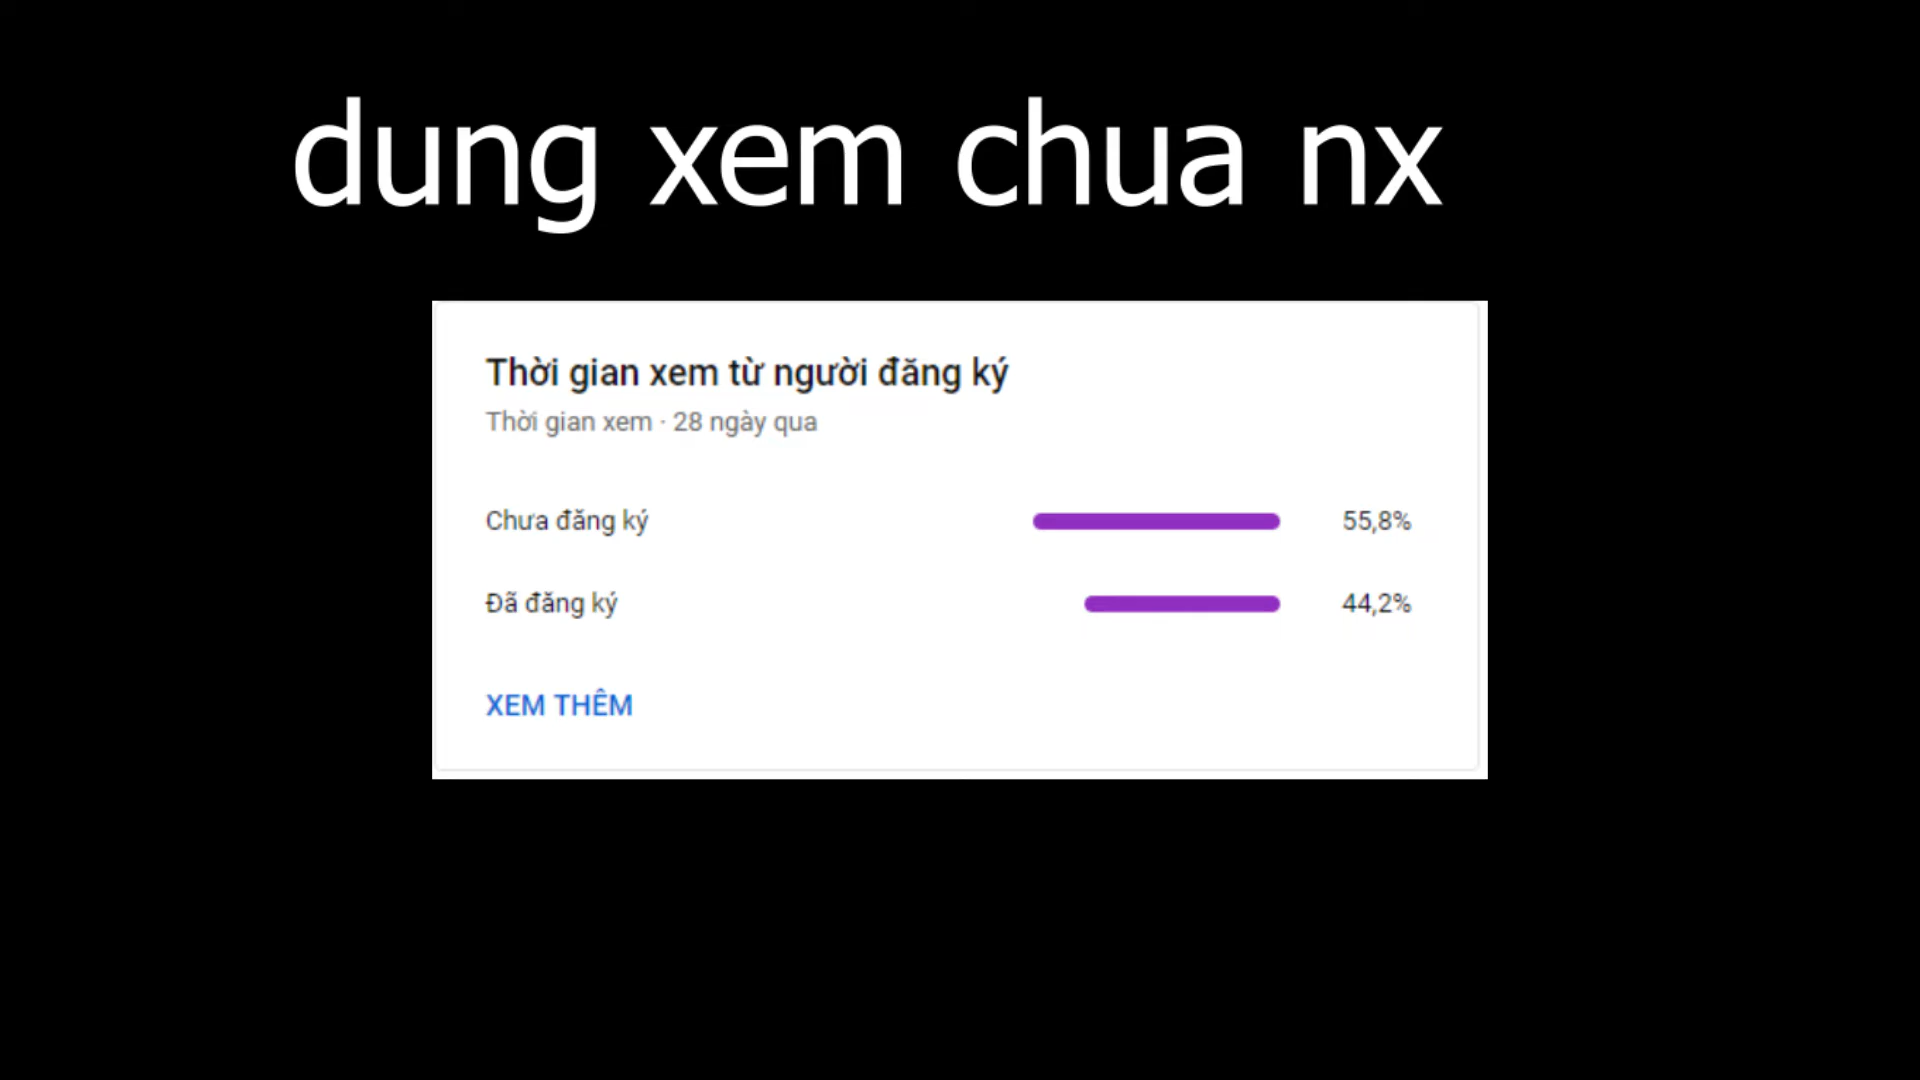 dung xem chua nx
Thời gian xem từ người đăng ký
Thời gian xem · 28 ngày qua
Chưa đăng ký 55,8%
Đã đăng ký 44,2%
XEM THÊM